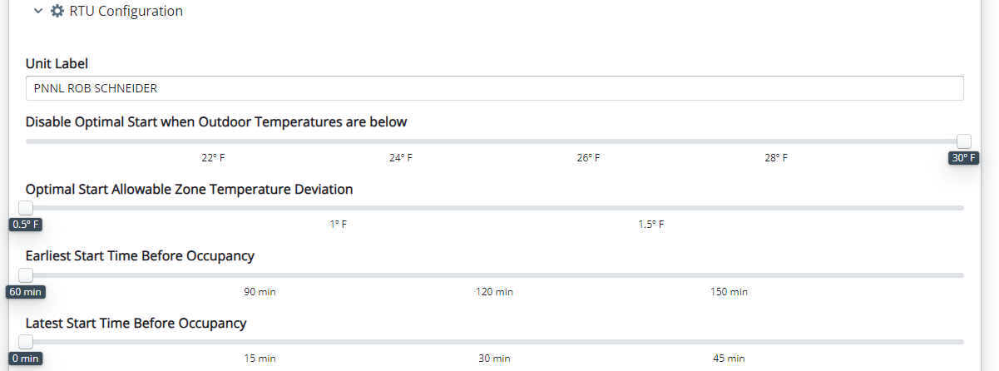 RTU Configuration
Unit Label
PNNL ROB SCHNEIDER
Disable Optimal Start when Outdoor Temperatures are below
22° F 24° F 26° F 28° F 30° F
Optimal Start Allowable Zone Temperature Deviation
0.5° F 1° F 1.5° F
Earliest Start Time Before Occupancy
60 min 90 min 120 min 150 min
Latest Start Time Before Occupancy
0 min 15 min 30 min 45 min